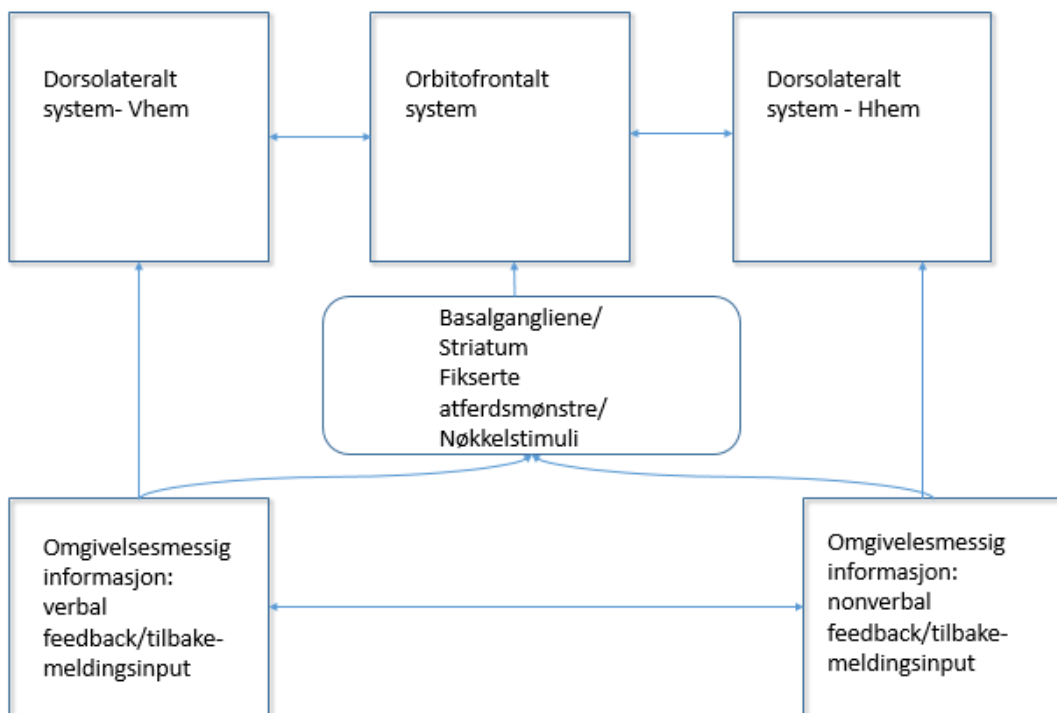 Dorsolateralt
system- Vhem
Orbitofrontalt
system
Dorsolateralt
system - Hhem
Basalgangliene/
Striatum
Fikserte
atferdsmønstre/
Nøkkelstimuli
Omgivelsesmessig
informasjon:
verbal
feedback/tilbake-
meldingsinput
Omgivelesmessig
informasjon:
nonverbal
feedback/tilbake-
meldingsinput